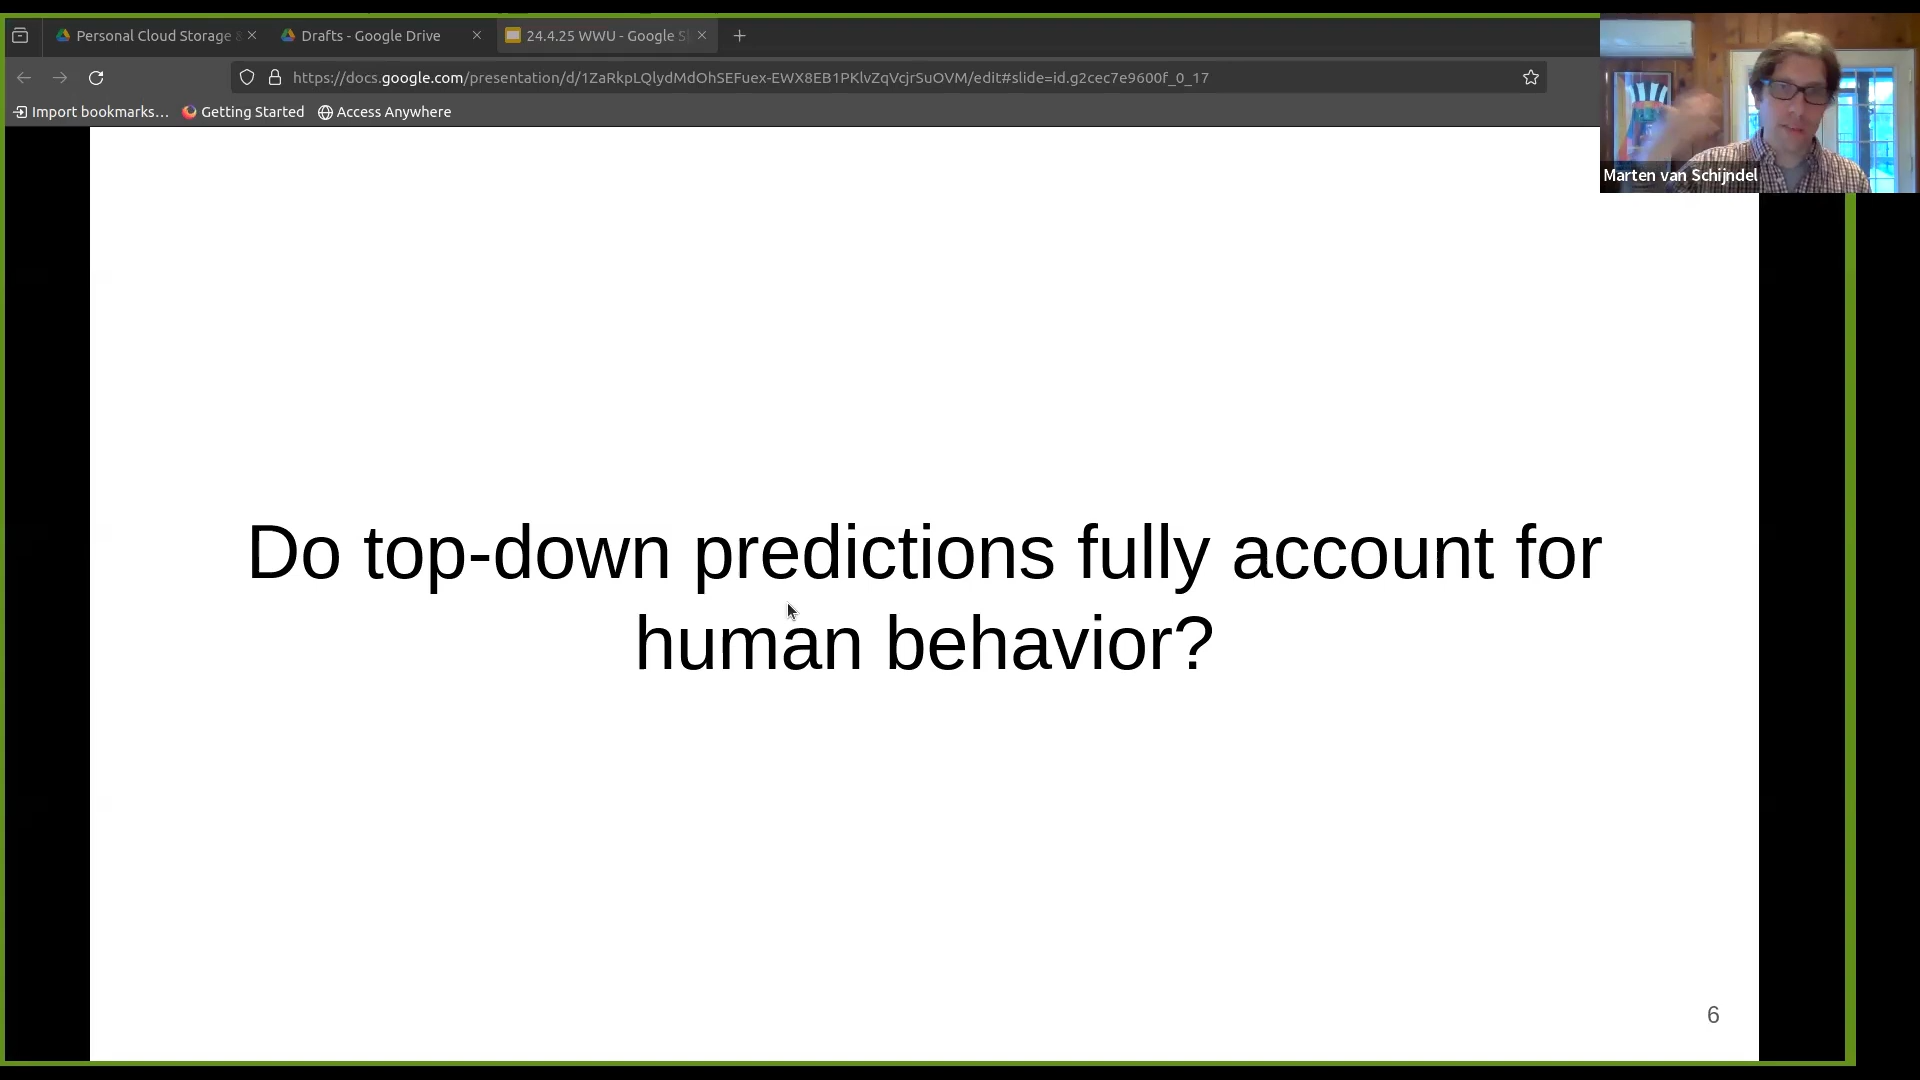 Personal Cloud Storage &
Drafts - Google Drive
24.4.25 WWU - Google Sl
https://docs.google.com/presentation/d/1ZaRkpLQlydMdOhSEFuex-EWX8EB1PKlvZqVcjrSuOVM/edit#slide=id.g2cec7e9600f_0_17
Import bookmarks...
Getting Started
Access Anywhere
Marten van Schijndel
Do top-down predictions fully account for
human behavior?
6